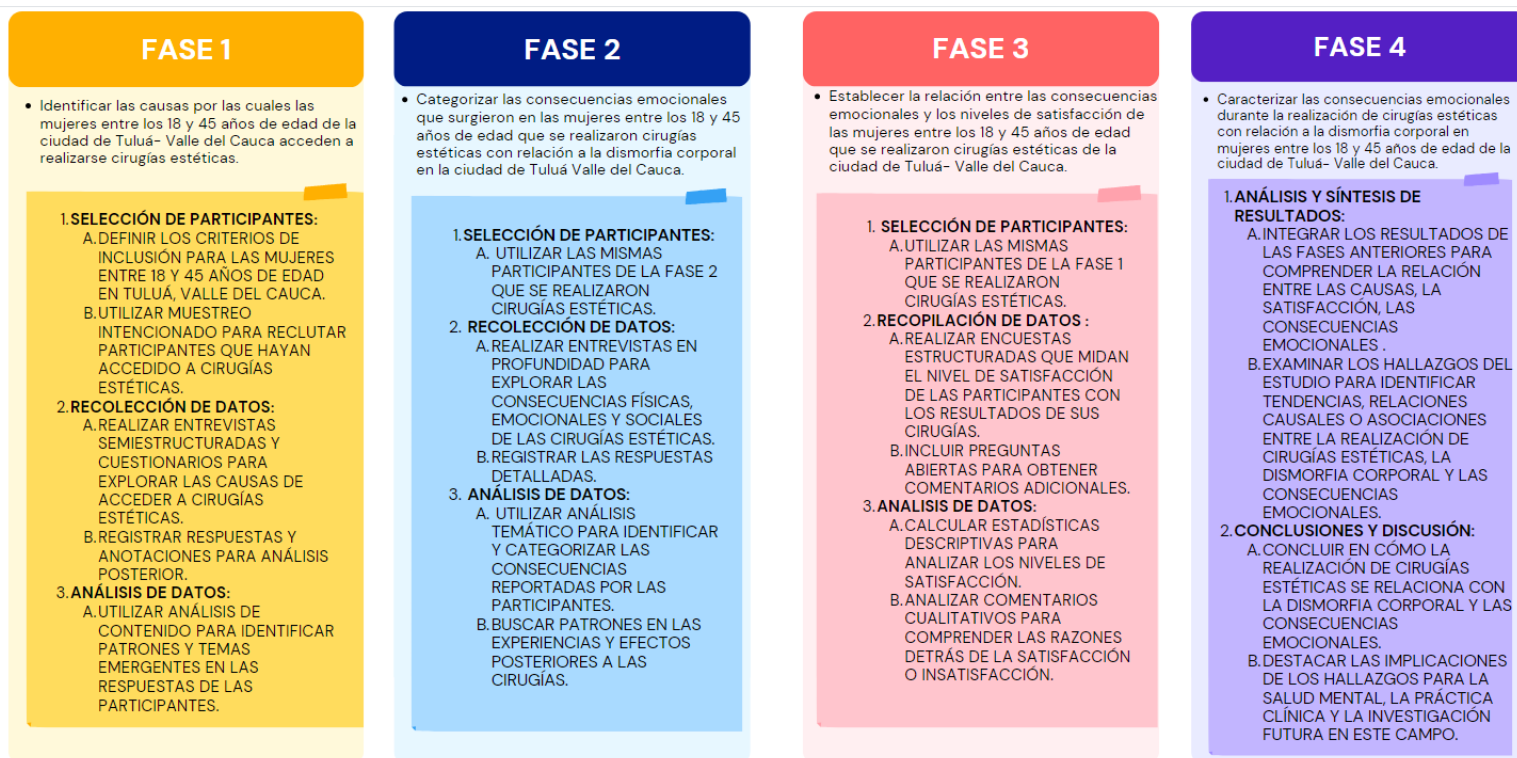 FASE 1
• Identificar las causas por las cuales las
mujeres entre los 18 y 45 años de edad de la
ciudad de Tuluá- Valle del Cauca acceden a
realizarse cirugías estéticas.
1. SELECCIÓN DE PARTICIPANTES:
A. DEFINIR LOS CRITERIOS DE
INCLUSIÓN PARA LAS MUJERES
ENTRE 18 Y 45 AÑOS DE EDAD
EN TULUÁ, VALLE DEL CAUCA.
B. UTILIZAR MUESTREO
INTENCIONADO PARA RECLUTAR
PARTICIPANTES QUE HAYAN
ACCEDIDO A CIRUGÍAS
ESTÉTICAS.
2. RECOLECCIÓN DE DATOS:
A. REALIZAR ENTREVISTAS
SEMIESTRUCTURADAS Y
CUESTIONARIOS PARA
EXPLORAR LAS CAUSAS DE
ACCEDER A CIRUGÍAS
ESTÉTICAS.
B. REGISTRAR RESPUESTAS Y
ANOTACIONES PARA ANÁLISIS
POSTERIOR.
3. ANÁLISIS DE DATOS:
A. UTILIZAR ANÁLISIS DE
CONTENIDO PARA IDENTIFICAR
PATRONES Y TEMAS
EMERGENTES EN LAS
RESPUESTAS DE LAS
PARTICIPANTES.
FASE 2
• Categorizar las consecuencias emocionales
que surgieron en las mujeres entre los 18 y 45
años de edad que se realizaron cirugías
estéticas con relación a la dismorfia corporal
en la ciudad de Tuluá Valle del Cauca.
1. SELECCIÓN DE PARTICIPANTES:
A. UTILIZAR LAS MISMAS
PARTICIPANTES DE LA FASE 2
QUE SE REALIZARON
CIRUGÍAS ESTÉTICAS.
2. RECOLECCIÓN DE DATOS:
A. REALIZAR ENTREVISTAS EN
PROFUNDIDAD PARA
EXPLORAR LAS
CONSECUENCIAS FÍSICAS,
EMOCIONALES Y SOCIALES
DE LAS CIRUGÍAS ESTÉTICAS.
B. REGISTRAR LAS RESPUESTAS
DETALLADAS.
3. ANÁLISIS DE DATOS:
A. UTILIZAR ANÁLISIS
TEMÁTICO PARA IDENTIFICAR
Y CATEGORIZAR LAS
CONSECUENCIAS
REPORTADAS POR LAS
PARTICIPANTES.
B. BUSCAR PATRONES EN LAS
EXPERIENCIAS Y EFECTOS
POSTERIORES A LAS
CIRUGÍAS.
FASE 3
• Establecer la relación entre las consecuencias
emocionales y los niveles de satisfacción de
las mujeres entre los 18 y 45 años de edad
que se realizaron cirugías estéticas de la
ciudad de Tuluá- Valle del Cauca.
1. SELECCIÓN DE PARTICIPANTES:
A. UTILIZAR LAS MISMAS
PARTICIPANTES DE LA FASE 1
QUE SE REALIZARON
CIRUGÍAS ESTÉTICAS.
2. RECOPILACIÓN DE DATOS :
A. REALIZAR ENCUESTAS
ESTRUCTURADAS QUE MIDAN
EL NIVEL DE SATISFACCIÓN
DE LAS PARTICIPANTES CON
LOS RESULTADOS DE SUS
CIRUGÍAS.
B. INCLUIR PREGUNTAS
ABIERTAS PARA OBTENER
COMENTARIOS ADICIONALES.
3. ANALISIS DE DATOS:
A. CALCULAR ESTADÍSTICAS
DESCRIPTIVAS PARA
ANALIZAR LOS NIVELES DE
SATISFACCIÓN.
B. ANALIZAR COMENTARIOS
CUALITATIVOS PARA
COMPRENDER LAS RAZONES
DETRÁS DE LA SATISFACCIÓN
O INSATISFACCIÓN.
FASE 4
• Caracterizar las consecuencias emocionales
durante la realización de cirugías estéticas
con relación a la dismorfia corporal en
mujeres entre los 18 y 45 años de edad de la
ciudad de Tuluá- Valle del Cauca.
1. ANÁLISIS Y SÍNTESIS DE
RESULTADOS:
A. INTEGRAR LOS RESULTADOS DE
LAS FASES ANTERIORES PARA
COMPRENDER LA RELACIÓN
ENTRE LAS CAUSAS, LA
SATISFACCIÓN, LAS
CONSECUENCIAS
EMOCIONALES .
B. EXAMINAR LOS HALLAZGOS DEL
ESTUDIO PARA IDENTIFICAR
TENDENCIAS, RELACIONES
CAUSALES O ASOCIACIONES
ENTRE LA REALIZACIÓN DE
CIRUGÍAS ESTÉTICAS, LA
DISMORFIA CORPORAL Y LAS
CONSECUENCIAS
EMOCIONALES.
2. CONCLUSIONES Y DISCUSIÓN:
A. CONCLUIR EN CÓMO LA
REALIZACIÓN DE CIRUGÍAS
ESTÉTICAS SE RELACIONA CON
LA DISMORFIA CORPORAL Y LAS
CONSECUENCIAS
EMOCIONALES.
B. DESTACAR LAS IMPLICACIONES
DE LOS HALLAZGOS PARA LA
SALUD MENTAL, LA PRÁCTICA
CLÍNICA Y LA INVESTIGACIÓN
FUTURA EN ESTE CAMPO.